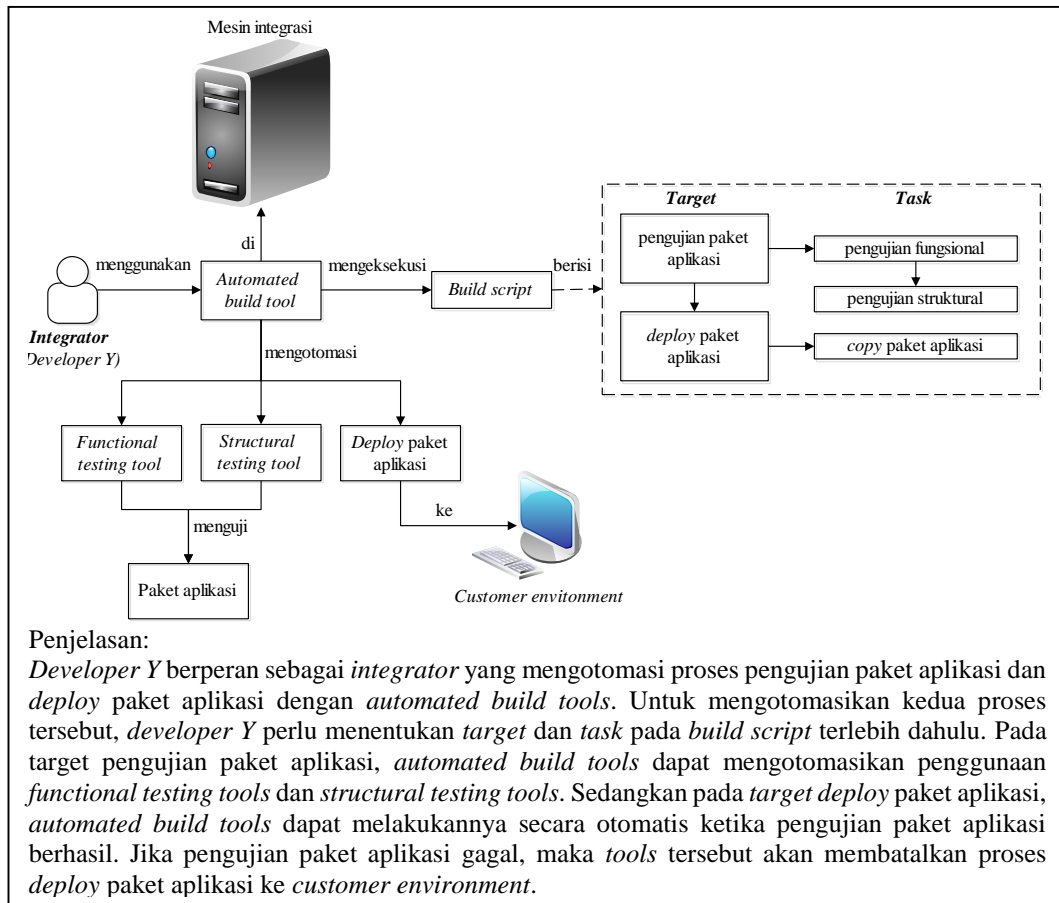 Mesin integrasi
Target
Task
pengujian paket
aplikasi
pengujian fungsional
pengujian struktural
deploy paket
aplikasi
copy paket aplikasi
di
menggunakan
Automated
build tool
mengeksekusi
Build script
berisi
Integrator
Developer Y)
mengotomasi
Functional
testing tool
Structural
testing tool
Deploy paket
aplikasi
menguji
ke
Paket aplikasi
Customer envitonment
Penjelasan:
Developer Y berperan sebagai integrator yang mengotomasi proses pengujian paket aplikasi dan
deploy paket aplikasi dengan automated build tools. Untuk mengotomasikan kedua proses
tersebut, developer Y perlu menentukan target dan task pada build script terlebih dahulu. Pada
target pengujian paket aplikasi, automated build tools dapat mengotomasikan penggunaan
functional testing tools dan structural testing tools. Sedangkan pada target deploy paket aplikasi,
automated build tools dapat melakukannya secara otomatis ketika pengujian paket aplikasi
berhasil. Jika pengujian paket aplikasi gagal, maka tools tersebut akan membatalkan proses
deploy paket aplikasi ke customer environment.